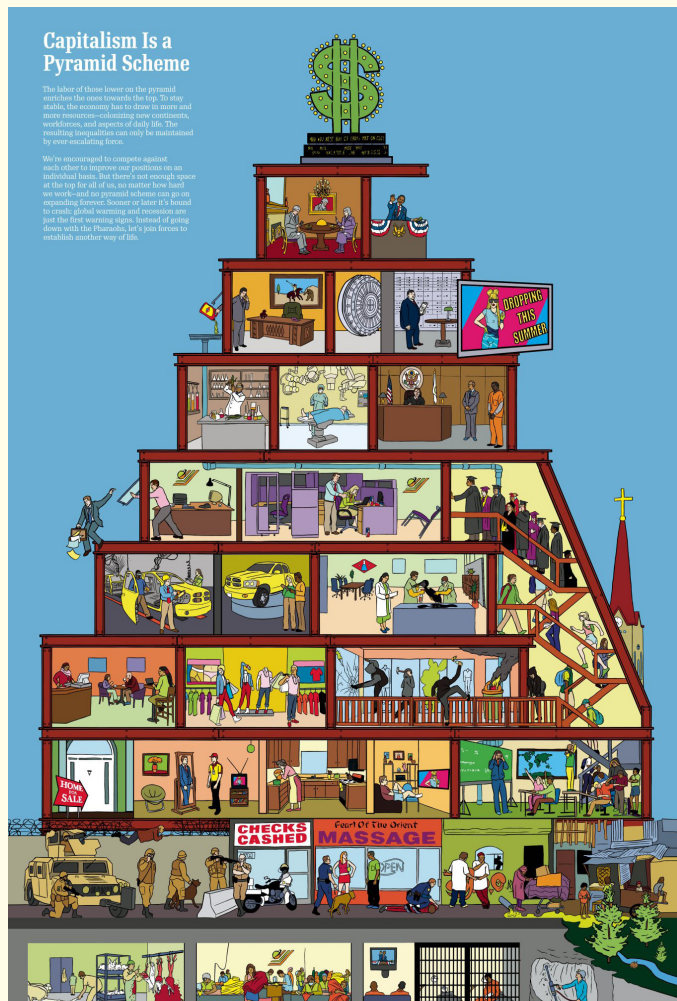 Capitalism Is a
Pyramid Scheme
The labor of those lower on the pyramid
enriches the ones towards the top. To stay
stable, the economy has to draw in more and
more resources—colonizing new continents,
workforces, and aspects of daily life. The
resulting inequalities can only be maintained
by ever-escalating force.
We're encouraged to compete against
each other to improve our positions on an
individual basis. But there's not enough space
at the top for all of us, no matter how hard
we work—and no pyramid scheme can go on
expanding forever. Sooner or later it's bound
to crash: global warming and recession are
just the first warning signs. Instead of going
down with the Pharaohs, let's join forces to
establish another way of life.
$
DROPPING
THIS
SUMMER
HOME
FOR
SALE
CHECKS
CASHED
Pearl Of The Orient
MASSAGE
OPEN